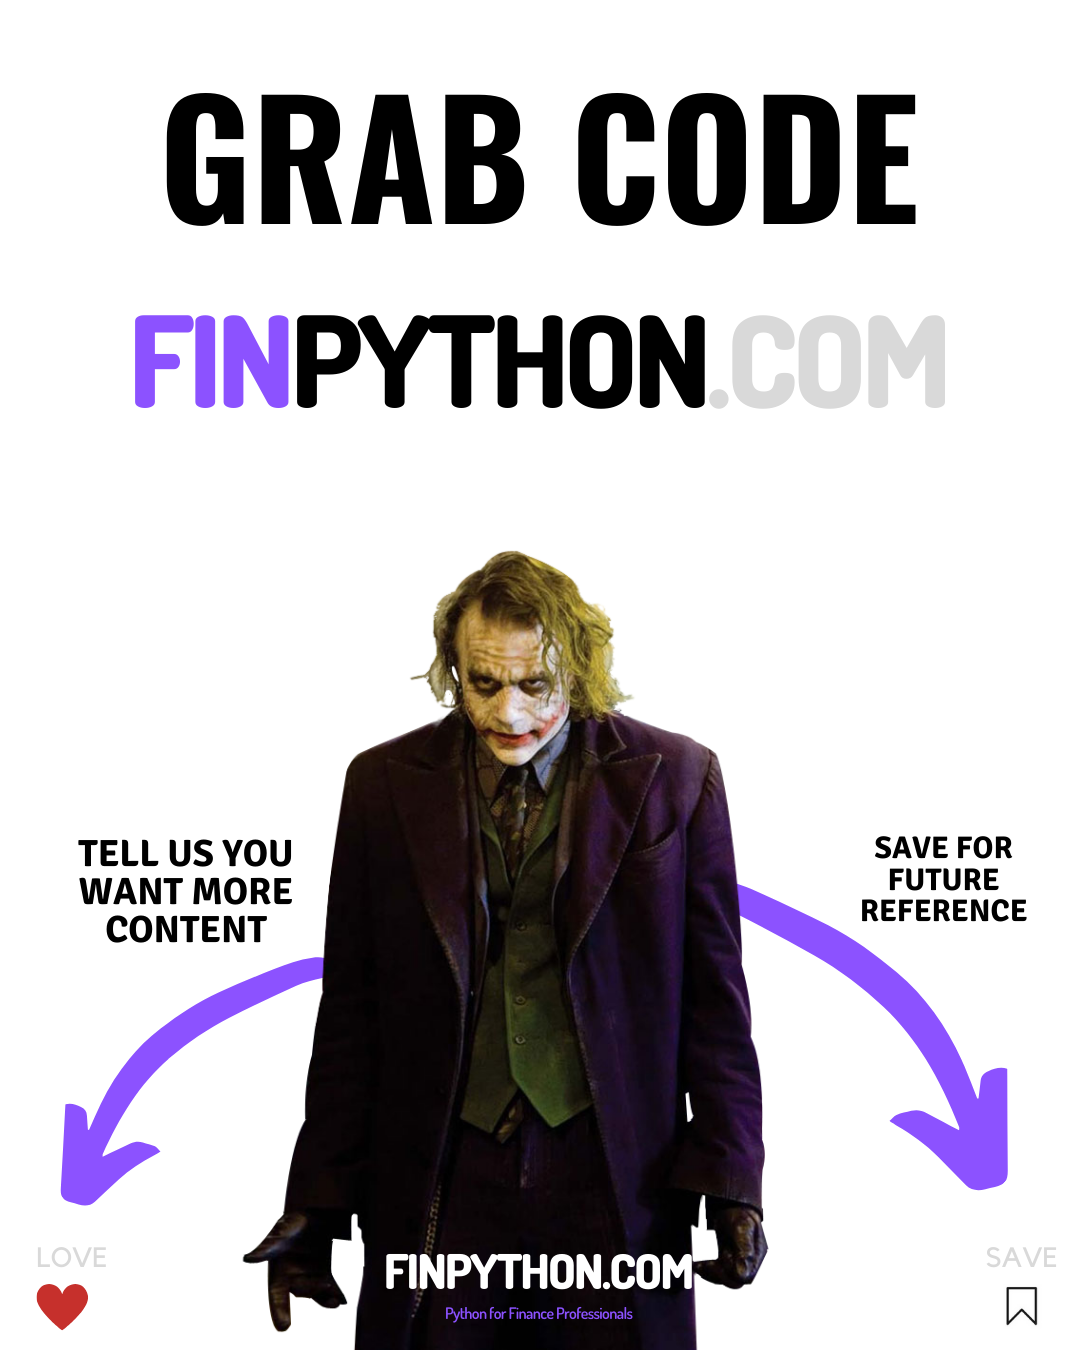 GRAB CODE
FINPYTHON.COM
TELL US YOU
WANT MORE
CONTENT
SAVE FOR
FUTURE
REFERENCE
LOVE
SAVE
FINPYTHON.COM
Python for Finance Professionals